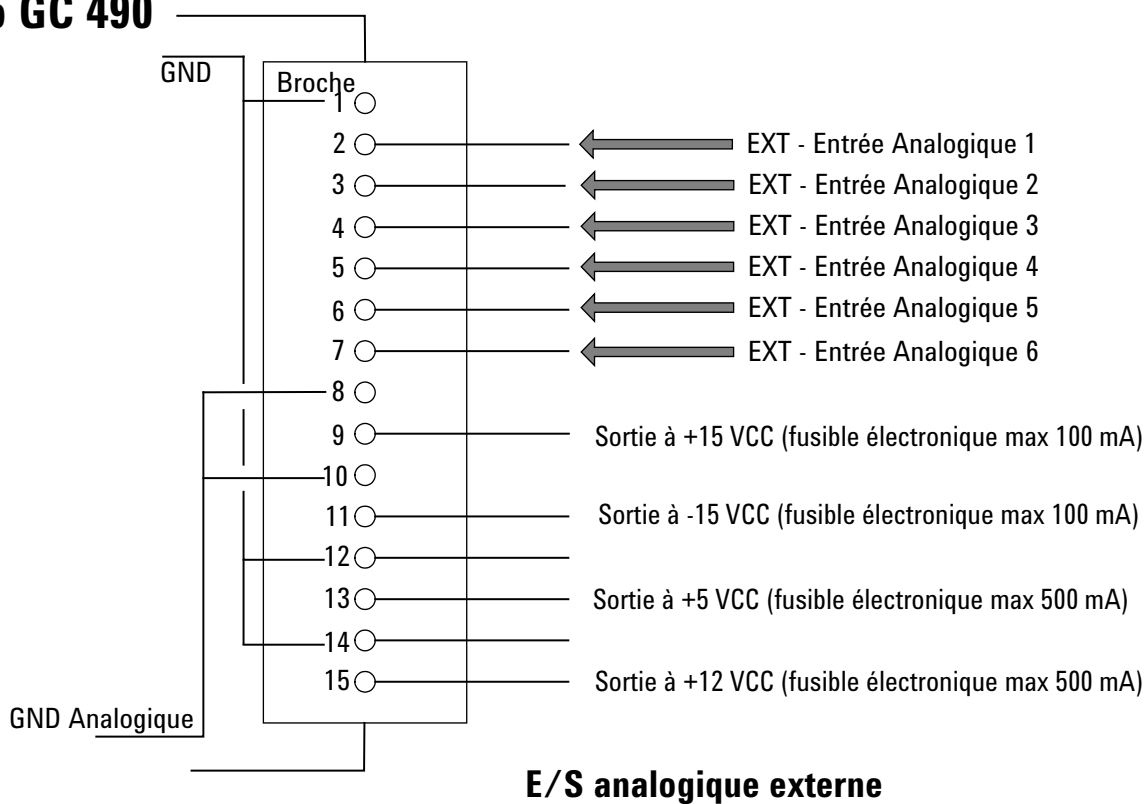 GC 490
GND
Broche
1
2 EXT - Entrée Analogique 1
3 EXT - Entrée Analogique 2
4 EXT - Entrée Analogique 3
5 EXT - Entrée Analogique 4
6 EXT - Entrée Analogique 5
7 EXT - Entrée Analogique 6
8
9 Sortie à +15 VCC (fusible électronique max 100 mA)
10
11 Sortie à -15 VCC (fusible électronique max 100 mA)
12
13 Sortie à +5 VCC (fusible électronique max 500 mA)
14
15 Sortie à +12 VCC (fusible électronique max 500 mA)
GND Analogique
E/S analogique externe